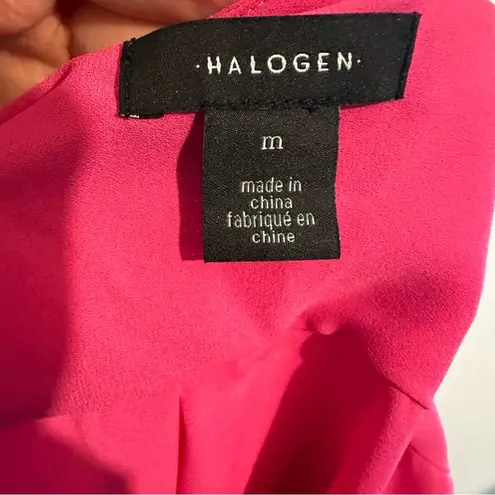 ·HALOGEN·
m
made in
china
fabriqué en
chine